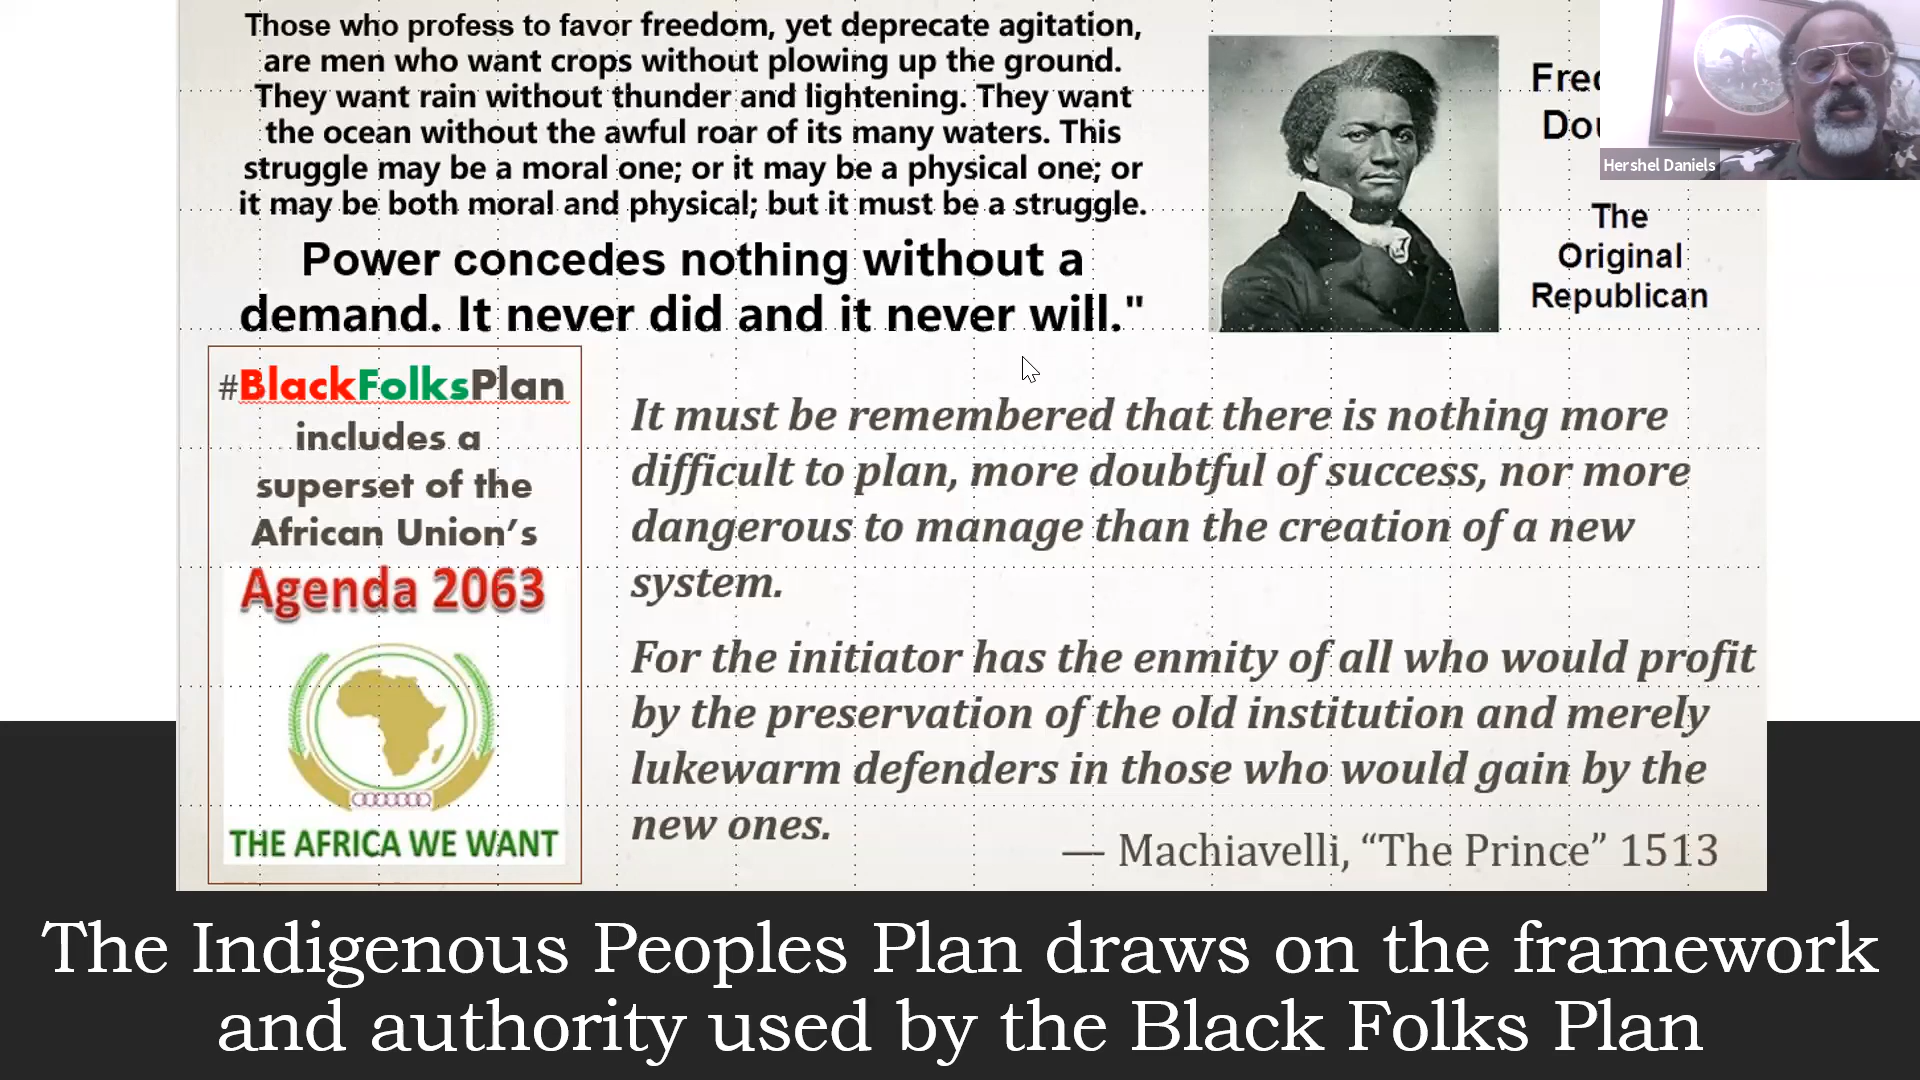 Those who profess to favor freedom, yet deprecate agitation,
are men who want crops without plowing up the ground.
They want rain without thunder and lightening. They want
the ocean without the awful roar of its many waters. This
struggle may be a moral one; or it may be a physical one; or
it may be both moral and physical; but it must be a struggle.
Power concedes nothing without a
demand. It never did and it never will."
The
Original
Republican
Hershel Daniels
#BlackFolksPlan
includes a
superset of the
African Union’s
Agenda 2063
THE AFRICA WE WANT
It must be remembered that there is nothing more
difficult to plan, more doubtful of success, nor more
dangerous to manage than the creation of a new
system.
For the initiator has the enmity of all who would profit
by the preservation of the old institution and merely
lukewarm defenders in those who would gain by the
new ones.
— Machiavelli, “The Prince” 1513
The Indigenous Peoples Plan draws on the framework
and authority used by the Black Folks Plan